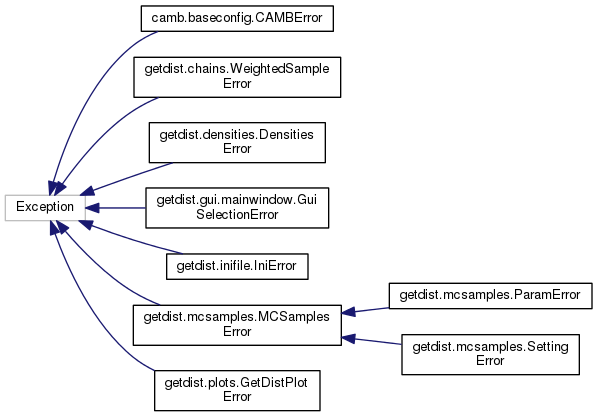 camb.baseconfig.CAMBError
getdist.chains.WeightedSample
Error
getdist.densities.Densities
Error
getdist.gui.mainwindow.Gui
SelectionError
Exception
getdist.inifile.IniError
getdist.mcsamples.MCSamples
Error
getdist.mcsamples.ParamError
getdist.mcsamples.Setting
Error
getdist.plots.GetDistPlot
Error